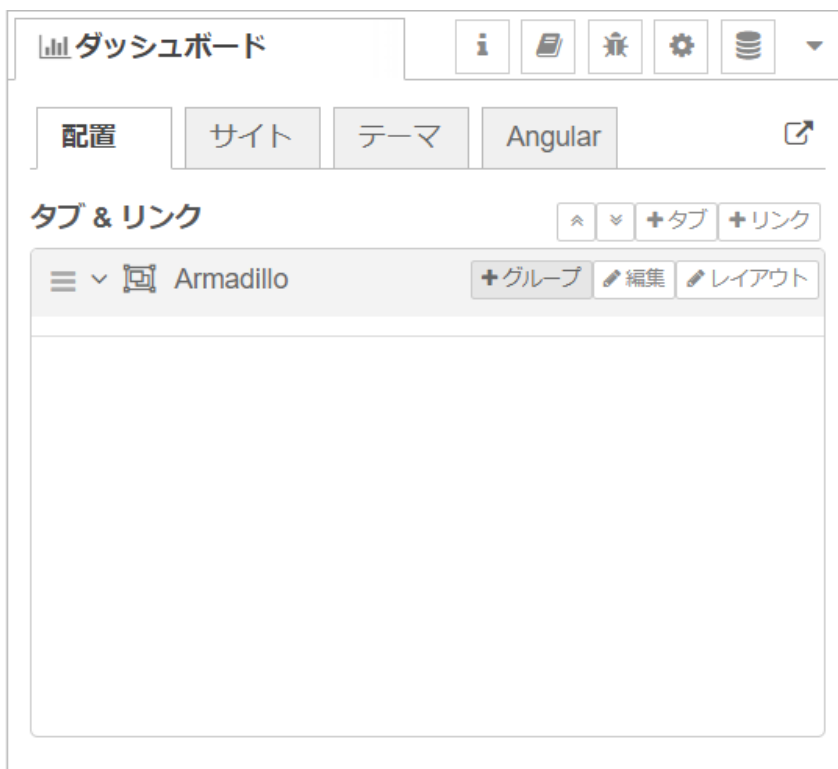 ダッシュボード
配置 サイト テーマ Angular
タブ & リンク +タブ +リンク
Armadillo +グループ 編集 レイアウト